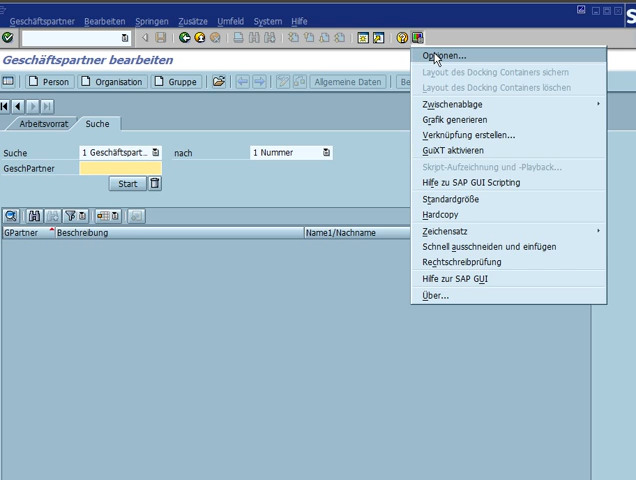 S
Geschäftspartner Bearbeiten Springen Zusätze Umfeld System Hilfe
Geschäftspartner bearbeiten
Person Organisation Gruppe Allgemeine Daten Be
Arbeitsvorrat Suche
Suche 1 Geschäftspart... nach 1 Nummer
GeschPartner
Start
GPartner Beschreibung Name1/Nachname
Optionen...
Layout des Docking Containers sichern
Layout des Docking Containers löschen
Zwischenablage
Grafik generieren
Verknüpfung erstellen...
GuiXT aktivieren
Skript-Aufzeichnung und -Playback...
Hilfe zu SAP GUI Scripting
Standardgröße
Hardcopy
Zeichensatz
Schnell ausschneiden und einfügen
Rechtschreibprüfung
Hilfe zur SAP GUI
Über...